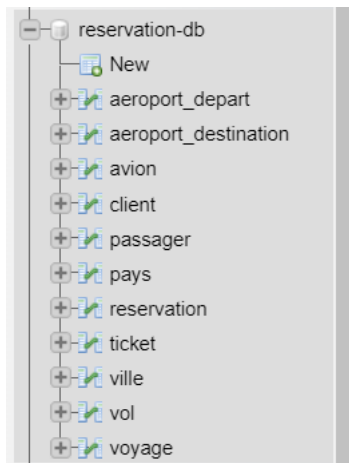 reservation-db
New
aeroport_depart
aeroport_destination
avion
client
passager
pays
reservation
ticket
ville
vol
voyage